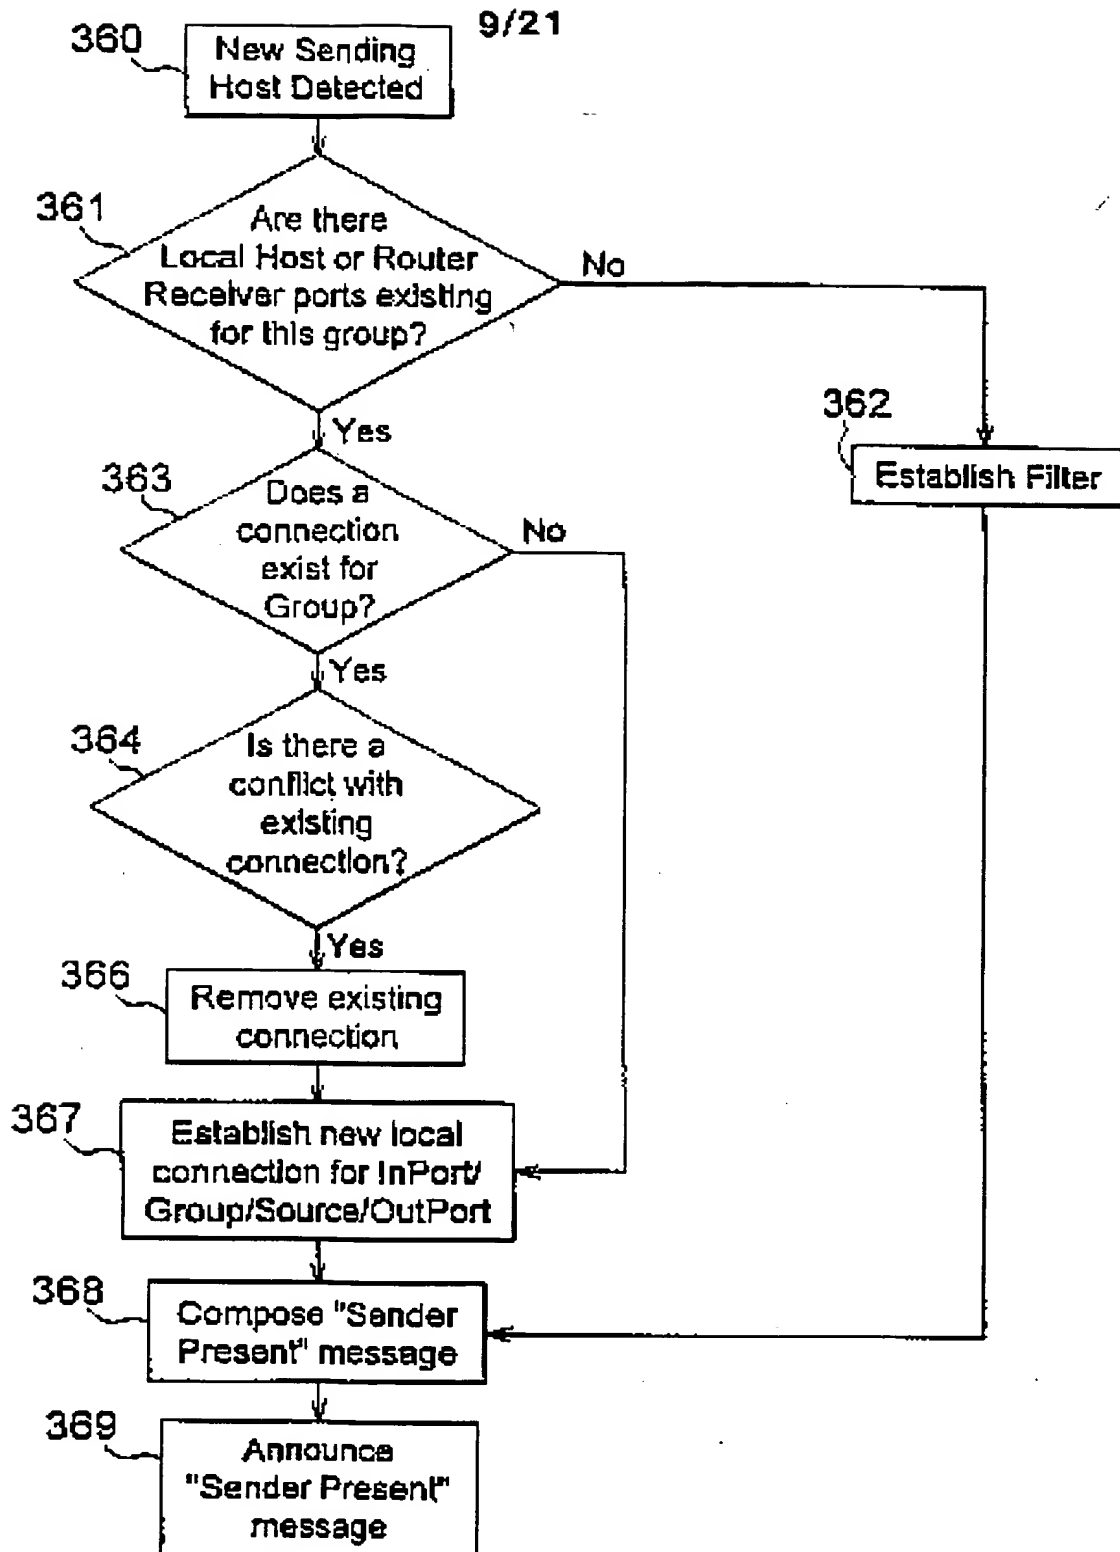 9/21
360
New Sending
Host Detected
361
Are there
Local Host or Router
Receiver ports existing
for this group?
No
Yes
362
Establish Filter
363
Does a
connection
exist for
Group?
No
Yes
364
Is there a
conflict with
existing
connection?
Yes
366
Remove existing
connection
367
Establish new local
connection for InPort/
Group/Source/OutPort
368
Compose "Sender
Present" message
369
Announce
"Sender Present"
message